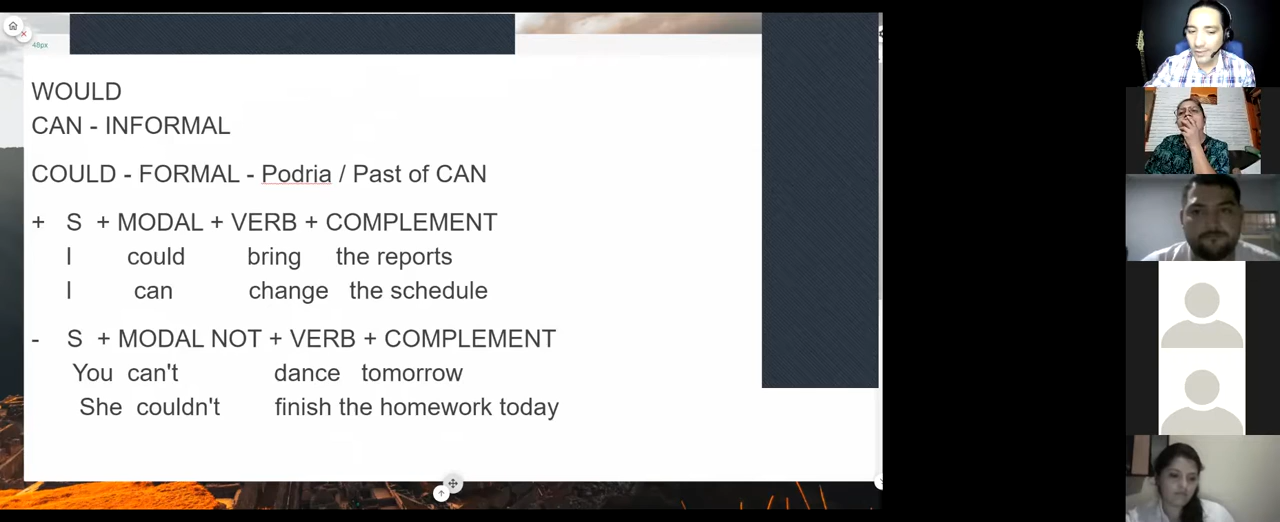 48px
WOULD
CAN - INFORMAL
COULD - FORMAL - Podria / Past of CAN
+ S + MODAL + VERB + COMPLEMENT
I could bring the reports
I can change the schedule
- S + MODAL NOT + VERB + COMPLEMENT
You can't dance tomorrow
She couldn't finish the homework today